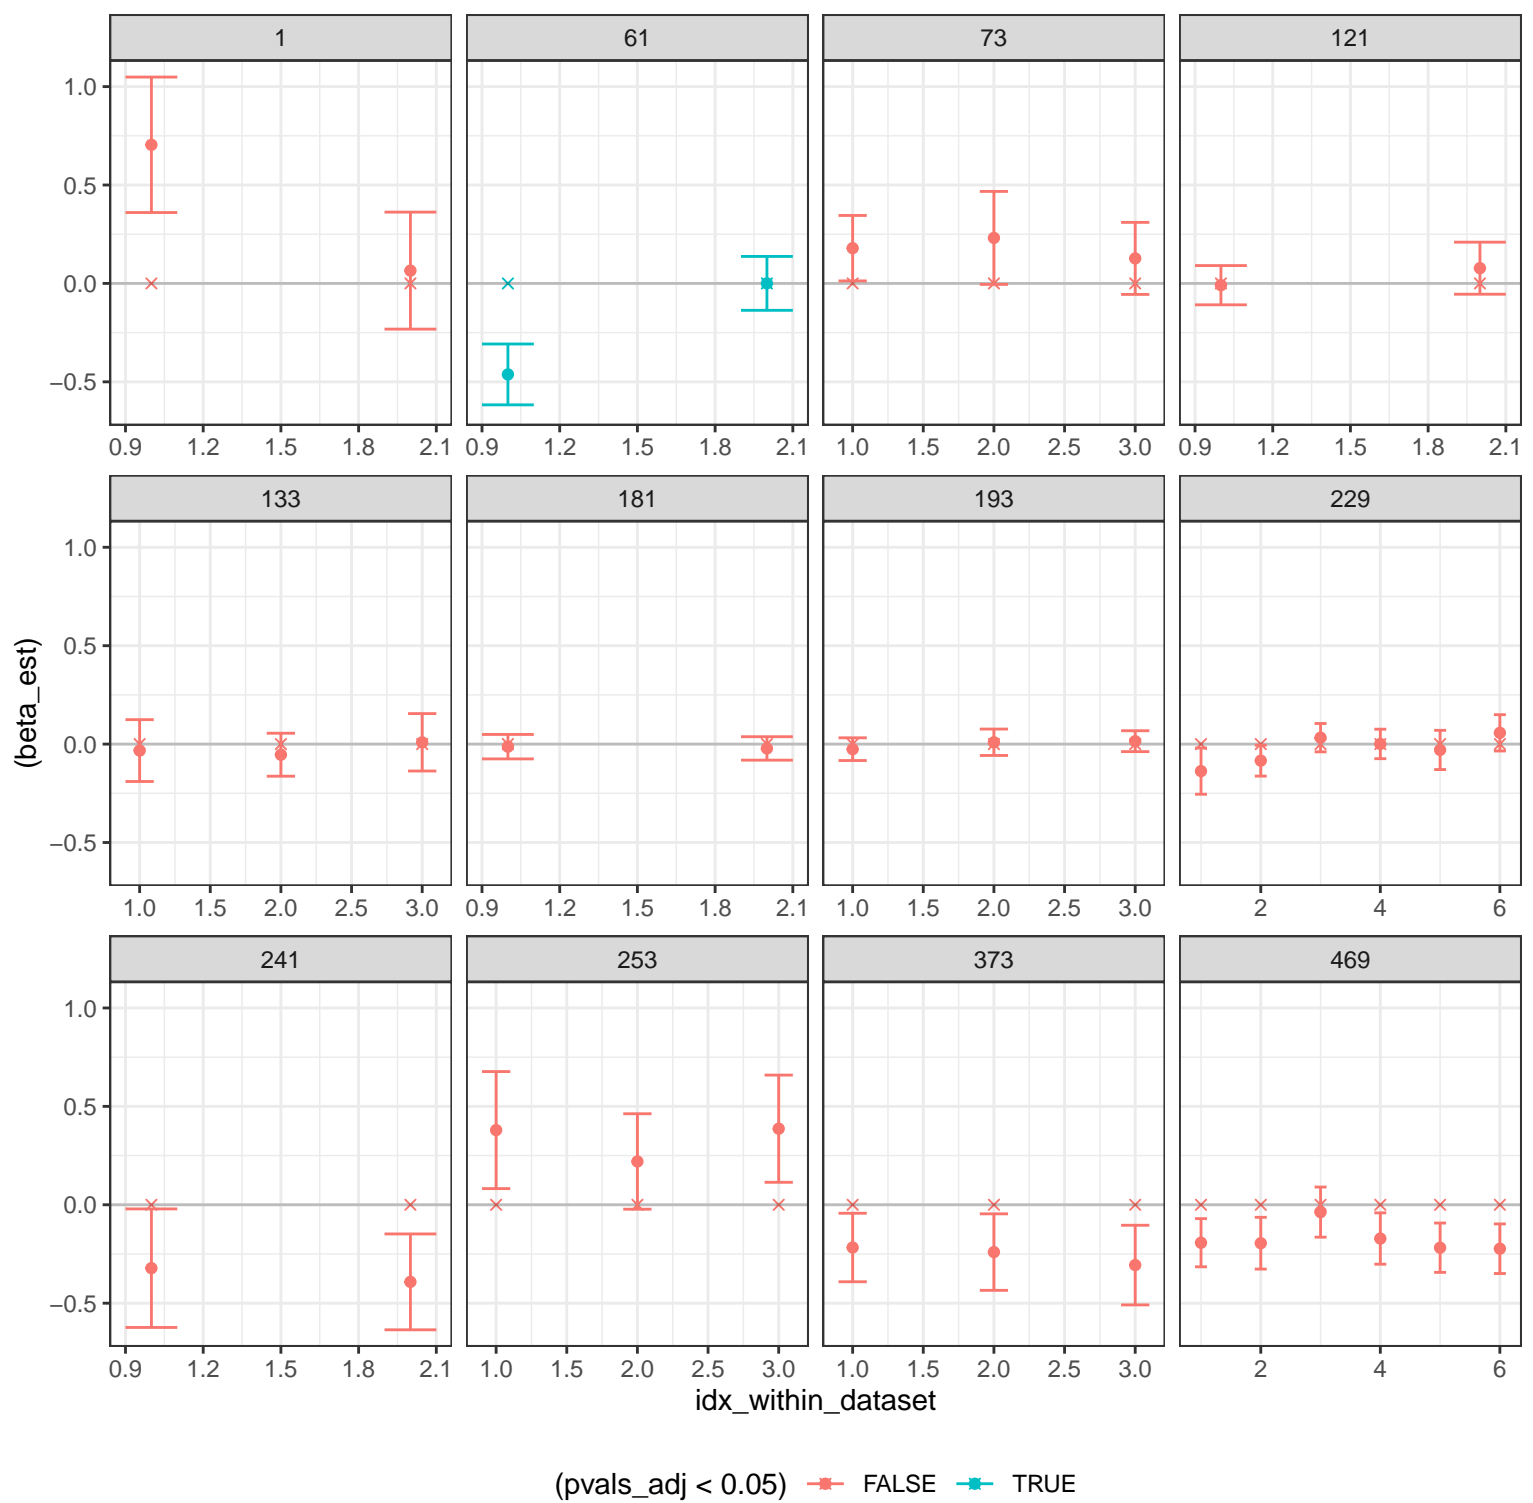 1 61 73 121
1.0
0.5
0.0
−0.5
0.9 1.2 1.5 1.8 2.1 0.9 1.2 1.5 1.8 2.1 1.0 1.5 2.0 2.5 3.0 0.9 1.2 1.5 1.8 2.1
133 181 193 229
1.0
0.5
0.0
−0.5
1.0 1.5 2.0 2.5 3.0 0.9 1.2 1.5 1.8 2.1 1.0 1.5 2.0 2.5 3.0 2 4 6
(beta_est)
241 253 373 469
1.0
0.5
0.0
−0.5
0.9 1.2 1.5 1.8 2.1 1.0 1.5 2.0 2.5 3.0 1.0 1.5 2.0 2.5 3.0 2 4 6
idx_within_dataset
(pvals_adj < 0.05) FALSE TRUE